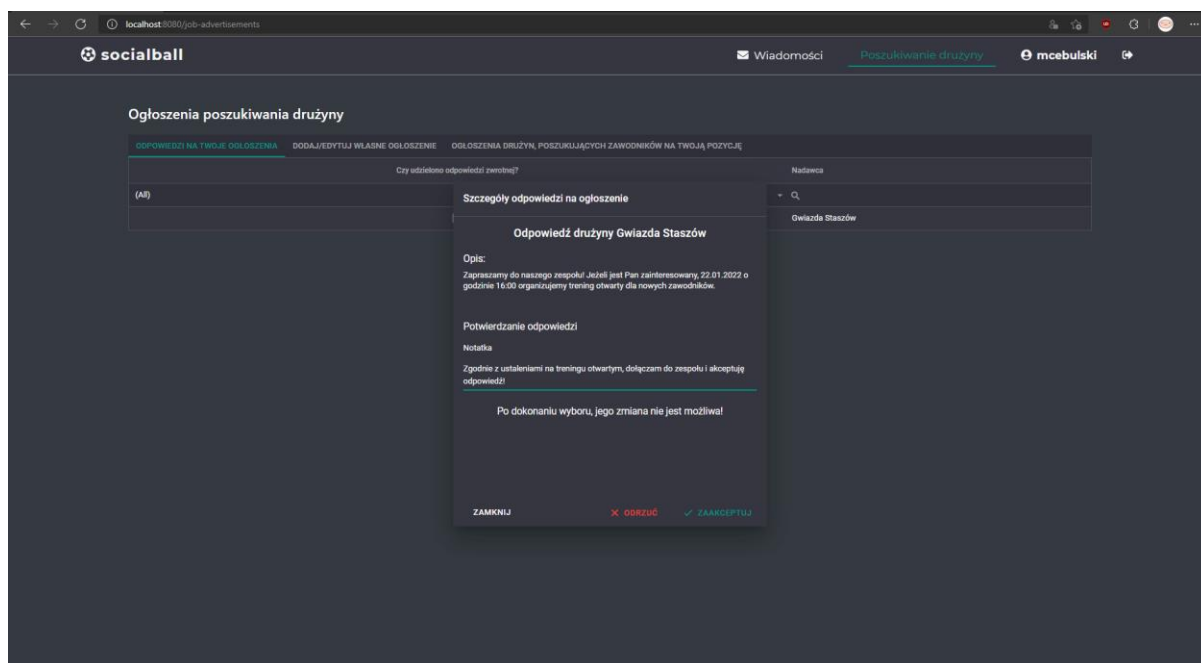 localhost:8080/job-advertisements
socialball
Wiadomości
Poszukiwanie drużyny
mcebulski
Ogłoszenia poszukiwania drużyny
ODPOWIEDZI NA TWOJE OGŁOSZENIA
DODAJ/EDYTUJ WŁASNE OGŁOSZENIE
OGŁOSZENIA DRUŻYN, POSZUKUJĄCYCH ZAWODNIKÓW NA TWOJĄ POZYCJĘ
Czy udzielono odpowiedzi zwrotnej?
Nadawca
(All)
Gwiazda Staszów
Szczegóły odpowiedzi na ogłoszenie
Odpowiedź drużyny Gwiazda Staszów
Opis:
Zapraszamy do naszego zespołu! Jeżeli jest Pan zainteresowany, 22.01.2022 o
godzinie 16:00 organizujemy trening otwarty dla nowych zawodników.
Potwierdzanie odpowiedzi
Notatka
Zgodnie z ustaleniami na treningu otwartym, dołączam do zespołu i akceptuję
odpowiedź!
Po dokonaniu wyboru, jego zmiana nie jest możliwa!
ZAMKNIJ
ODRZUĆ
ZAAKCEPTUJ